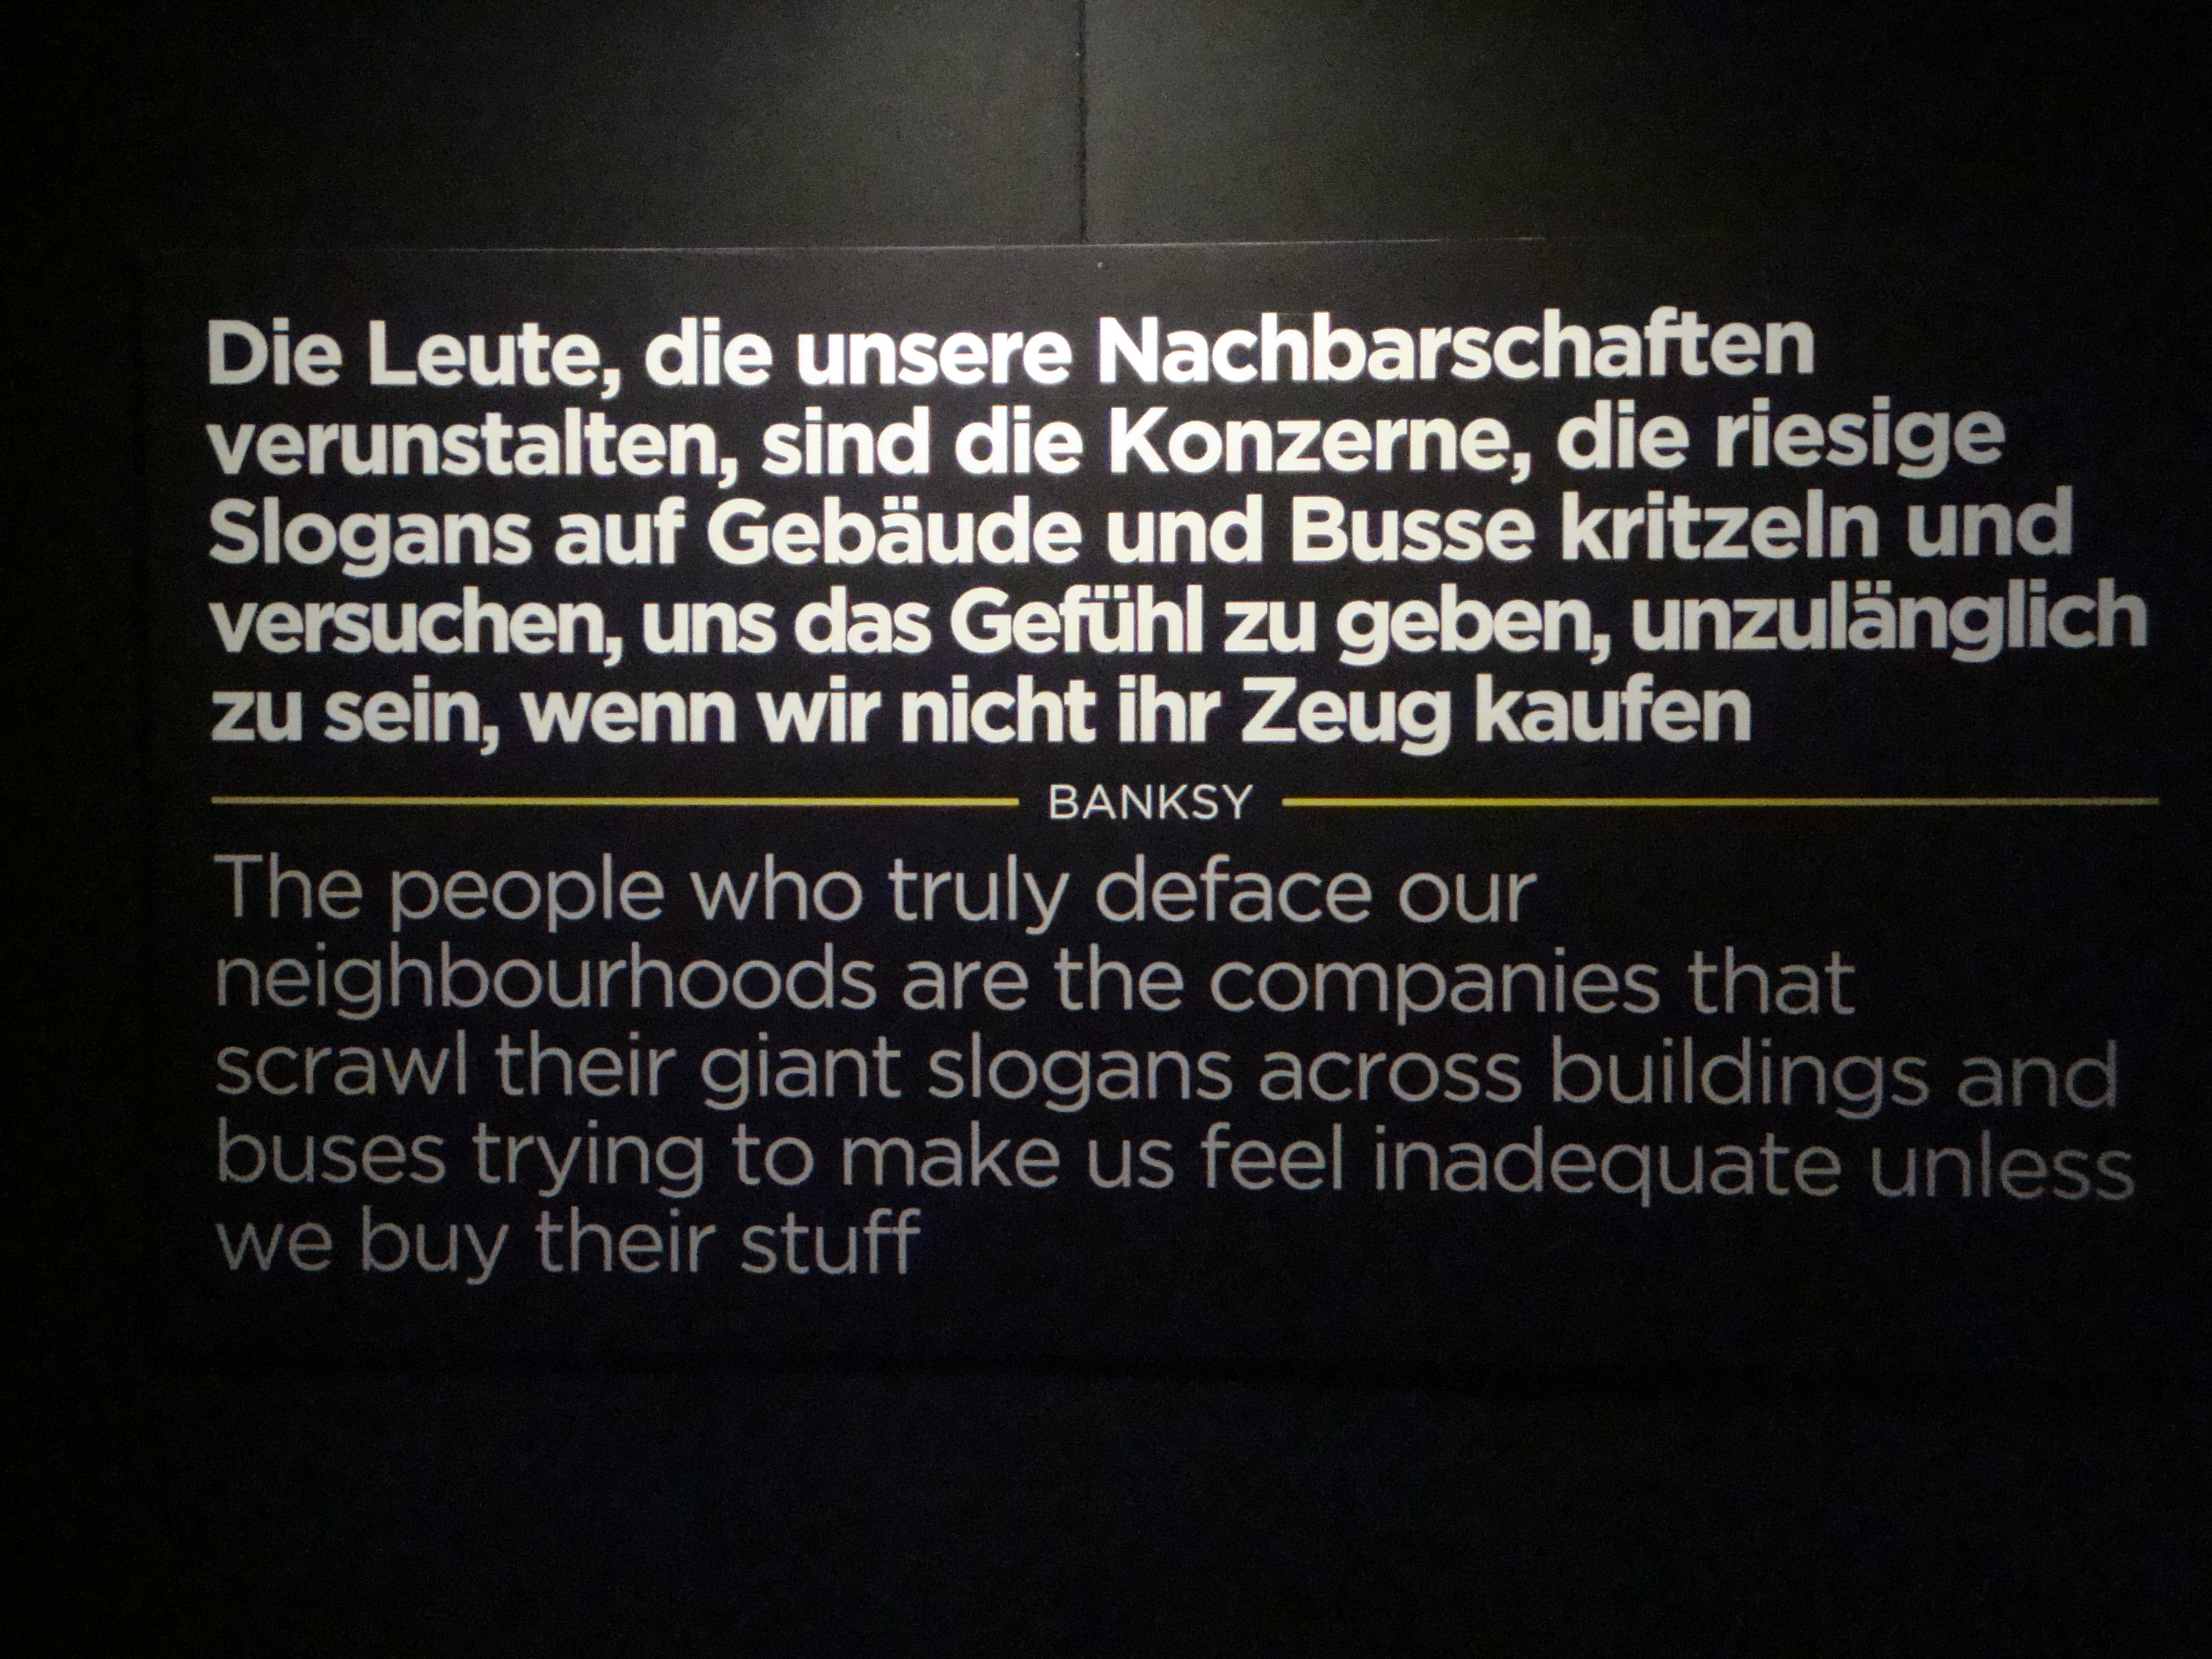 Die Leute, die unsere Nachbarschaften
verunstalten, sind die Konzerne, die riesige
Slogans auf Gebäude und Busse kritzeln und
versuchen, uns das Gefühl zu geben, unzulänglich
zu sein, wenn wir nicht ihr Zeug kaufen
BANKSY
The people who truly deface our
neighbourhoods are the companies that
scrawl their giant slogans across buildings and
buses trying to make us feel inadequate unless
we buy their stuff